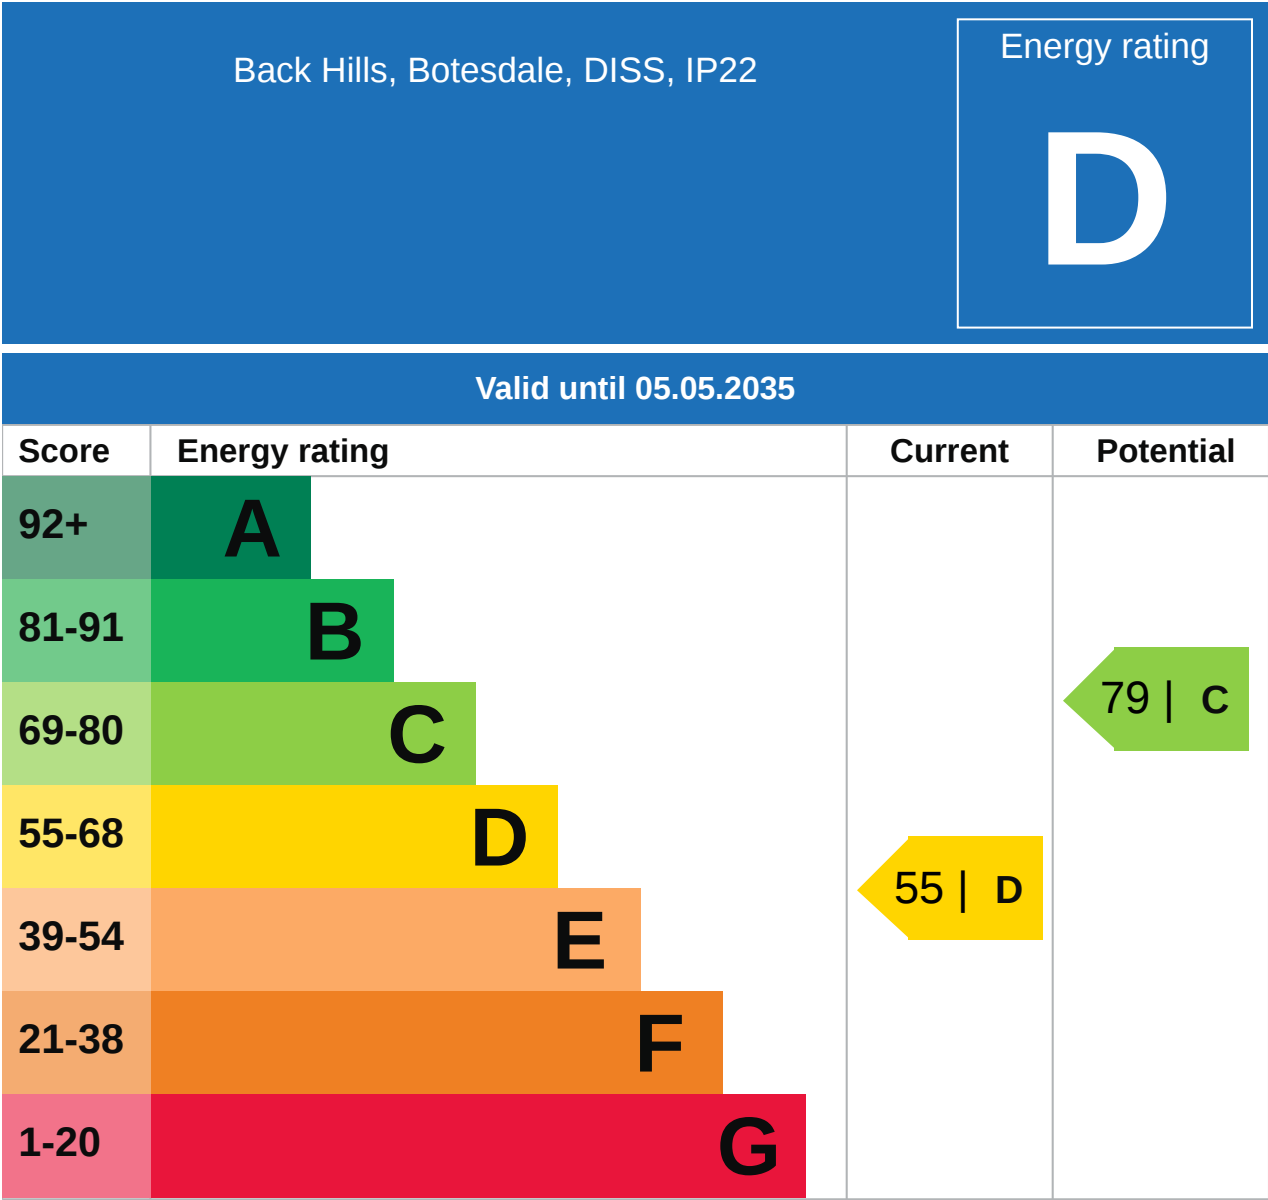 Back Hills, Botesdale, DISS, IP22
Energy rating
D
Valid until 05.05.2035
Score Energy rating Current Potential
92+ A
81-91 B
69-80 C
79 | C
55-68 D
55 | D
39-54 E
21-38 F
1-20 G